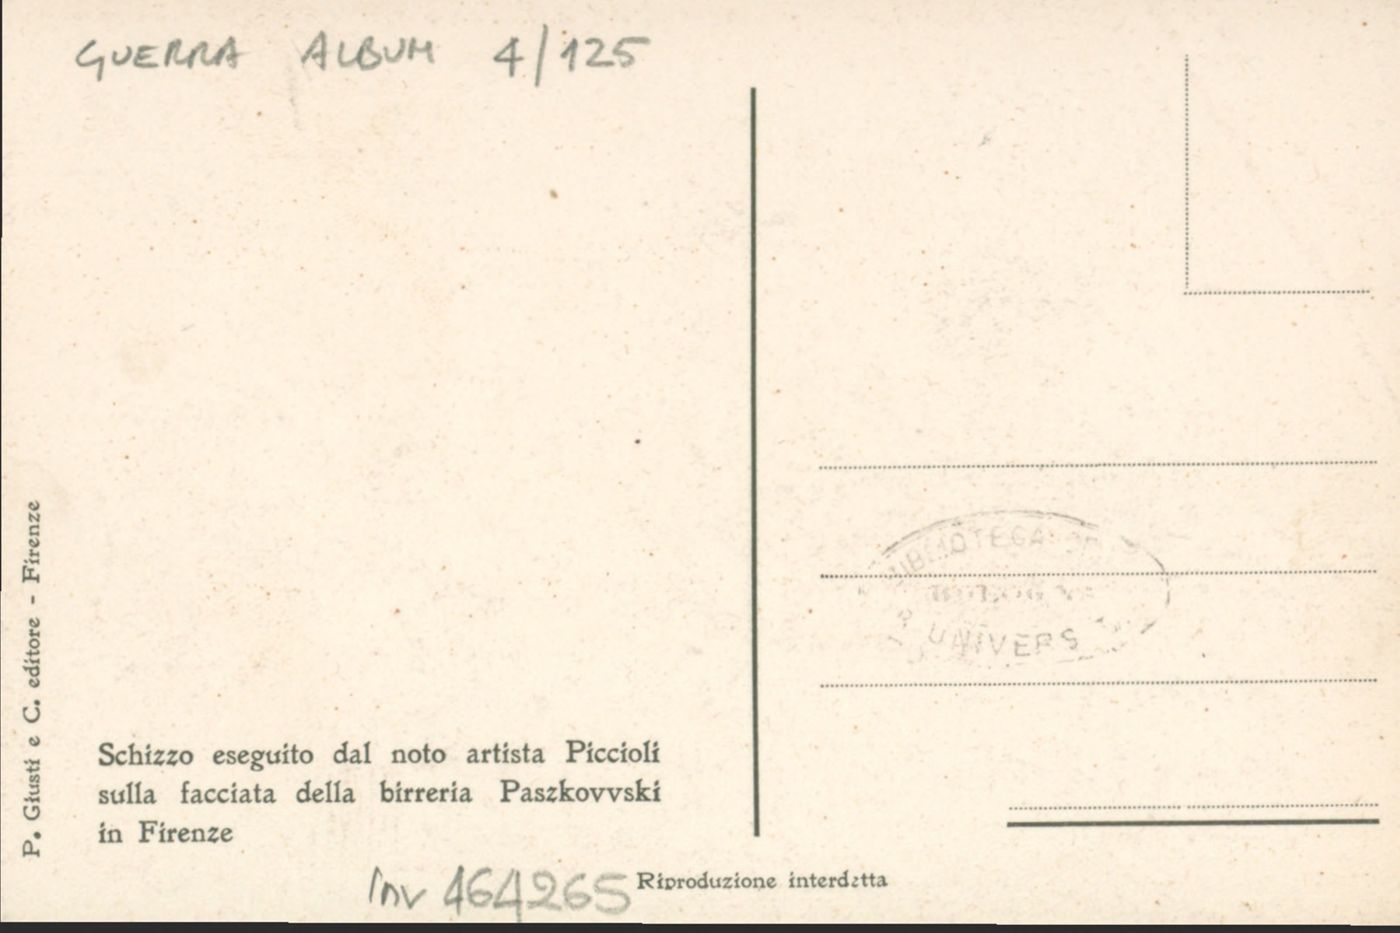 GUERRA ALBUM 4/125
P. Giusti e C. editore - Firenze
Schizzo eseguito dal noto artista Piccioli
sulla facciata della birreria Paszkovvski
in Firenze
Inv 464265
Riproduzione interdetta
BIBLIOTECA
UNIVERS